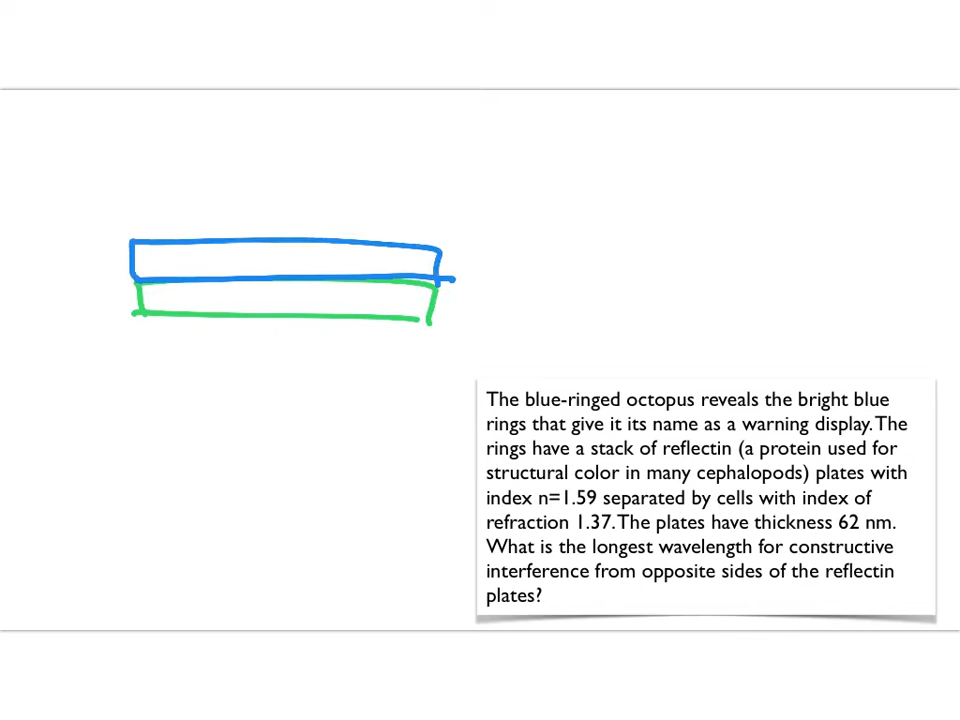 The blue-ringed octopus reveals the bright blue
rings that give it its name as a warning display. The
rings have a stack of reflectin (a protein used for
structural color in many cephalopods) plates with
index n=1.59 separated by cells with index of
refraction 1.37. The plates have thickness 62 nm.
What is the longest wavelength for constructive
interference from opposite sides of the reflectin
plates?